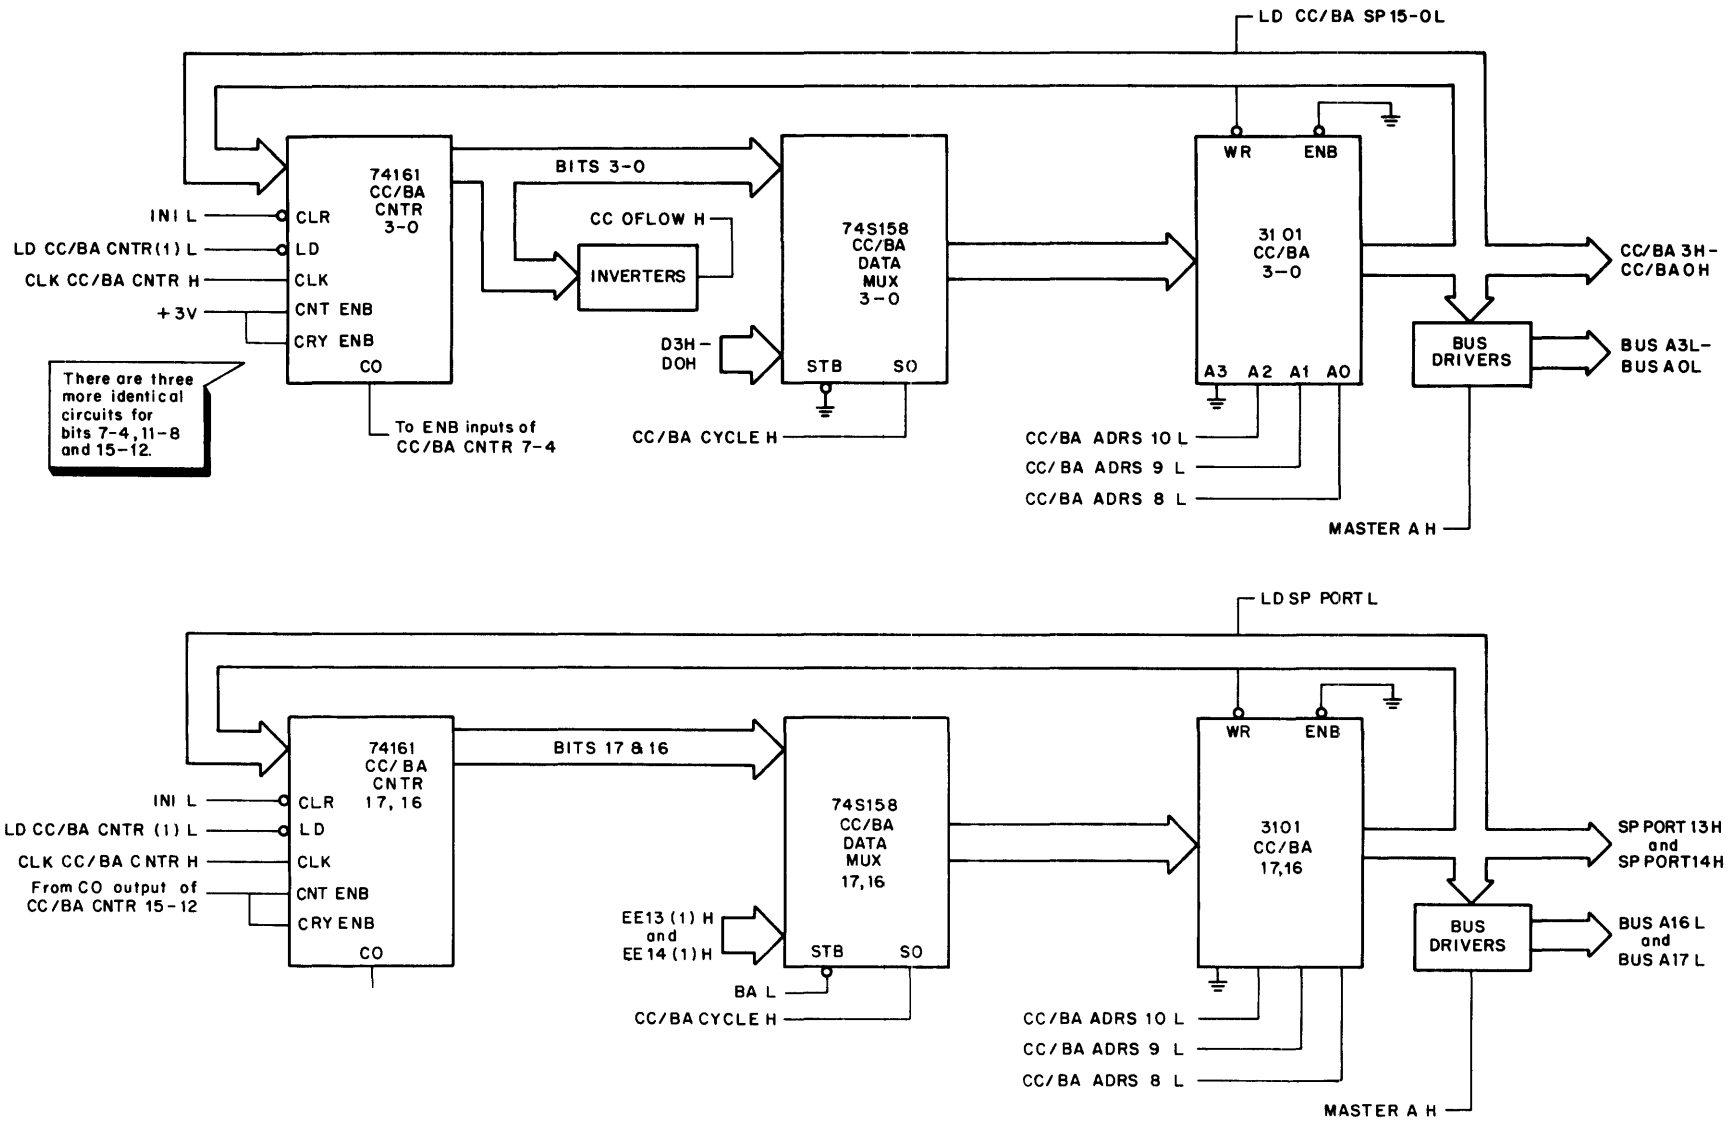 LD CC/BA SP15-0L
WR
ENB
74161
CC/BA
CNTR
3-0
BITS 3-0
INI L
CLR
LD CC/BA CNTR(1) L
LD
CLK CC/BA CNTR H
CLK
+3V
CNT ENB
CRY ENB
CO
CC OFLOW H
INVERTERS
74S158
CC/BA
DATA
MUX
3-0
D3H-
D0H
STB
SO
3101
CC/BA
3-0
CC/BA 3H-
CC/BA0H
BUS
DRIVERS
BUS A3L-
BUS A0L
A3
A2
A1
A0
There are three
more identical
circuits for
bits 7-4, 11-8
and 15-12.
To ENB inputs of
CC/BA CNTR 7-4
CC/BA CYCLE H
CC/BA ADRS 10 L
CC/BA ADRS 9 L
CC/BA ADRS 8 L
MASTER A H
LD SP PORT L
WR
ENB
74161
CC/BA
CNTR
17, 16
BITS 17 & 16
INI L
CLR
LD CC/BA CNTR (1) L
LD
CLK CC/BA CNTR H
CLK
From CO output of
CC/BA CNTR 15-12
CNT ENB
CRY ENB
CO
74S158
CC/BA
DATA
MUX
17,16
EE13 (1) H
and
EE14 (1) H
STB
SO
BA L
CC/BA CYCLE H
3101
CC/BA
17,16
SP PORT 13H
and
SP PORT14H
BUS
DRIVERS
BUS A16 L
and
BUS A17 L
CC/BA ADRS 10 L
CC/BA ADRS 9 L
CC/BA ADRS 8 L
MASTER A H